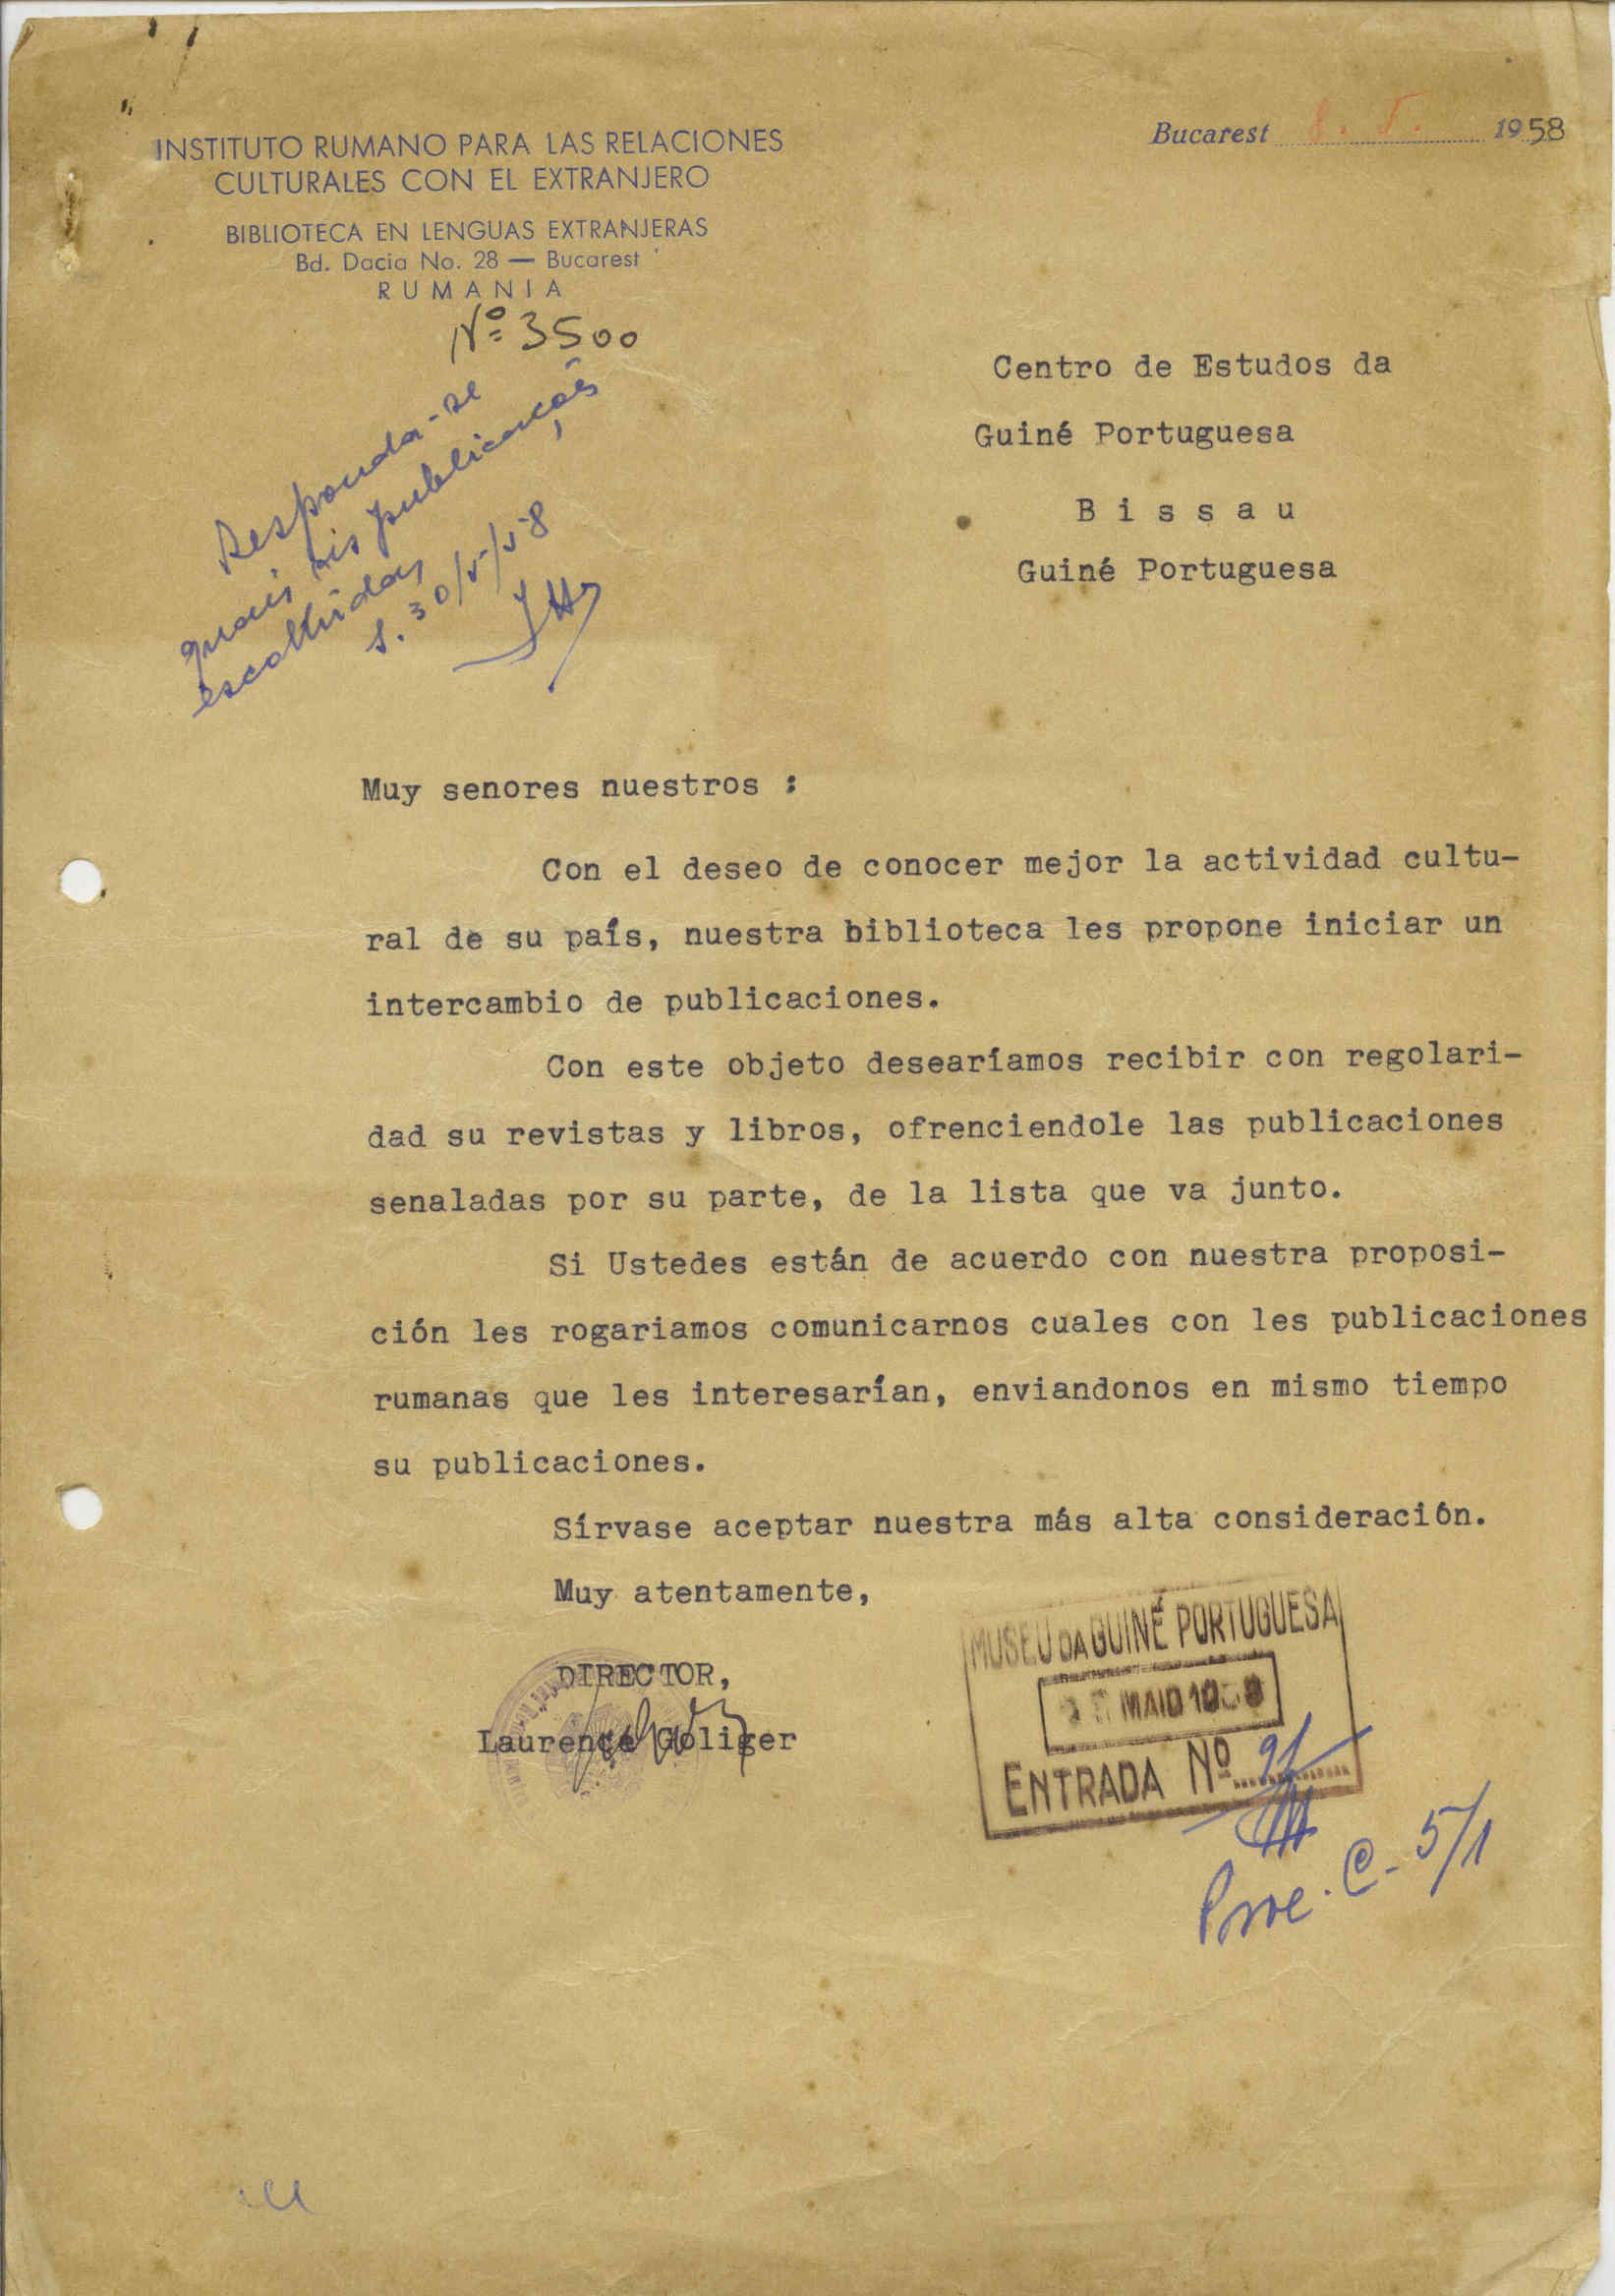 INSTITUTO RUMANO PARA LAS RELACIONES
CULTURALES CON EL EXTRANJERO
BIBLIOTECA EN LENGUAS EXTRANJERAS
Bd. Dacia No. 28 — Bucarest
RUMANIA
Nº 3500
Bucarest 8. 5. 1958
Responda-se
quais as publicações
escolhidas
30/5/58
Centro de Estudos da
Guiné Portuguesa
Bissau
Guiné Portuguesa
Muy senores nuestros :
Con el deseo de conocer mejor la actividad cultu-
ral de su país, nuestra biblioteca les propone iniciar un
intercambio de publicaciones.
Con este objeto desearíamos recibir con regolari-
dad su revistas y libros, ofrenciendole las publicaciones
senaladas por su parte, de la lista que va junto.
Si Ustedes están de acuerdo con nuestra proposi-
ción les rogariamos comunicarnos cuales con les publicaciones
rumanas que les interesarían, enviandonos en mismo tiempo
su publicaciones.
Sírvase aceptar nuestra más alta consideración.
Muy atentamente,
DIRECTOR,
Laurence Goliger
MUSEU DA GUINÉ PORTUGUESA
MAIO
ENTRADA Nº 91
C-5/1